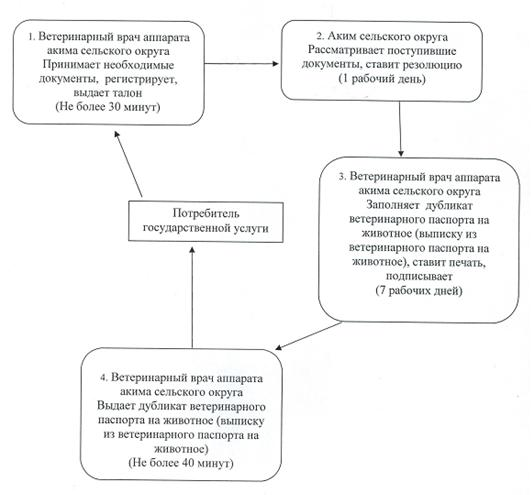 1. Ветеринарный врач аппарата
акима сельского округа
Принимает необходимые
документы, регистрирует,
выдает талон
(Не более 30 минут)
2. Аким сельского округа
Рассматривает поступившие
документы, ставит резолюцию
(1 рабочий день)
3. Ветеринарный врач аппарата
акима сельского округа
Заполняет дубликат
ветеринарного паспорта на
животное (выписку из
ветеринарного паспорта на
животное), ставит печать,
подписывает
(7 рабочих дней)
Потребитель
государственной услуги
4. Ветеринарный врач аппарата
акима сельского округа
Выдает дубликат ветеринарного
паспорта на животное (выписку
из ветеринарного паспорта на
животное)
(Не более 40 минут)